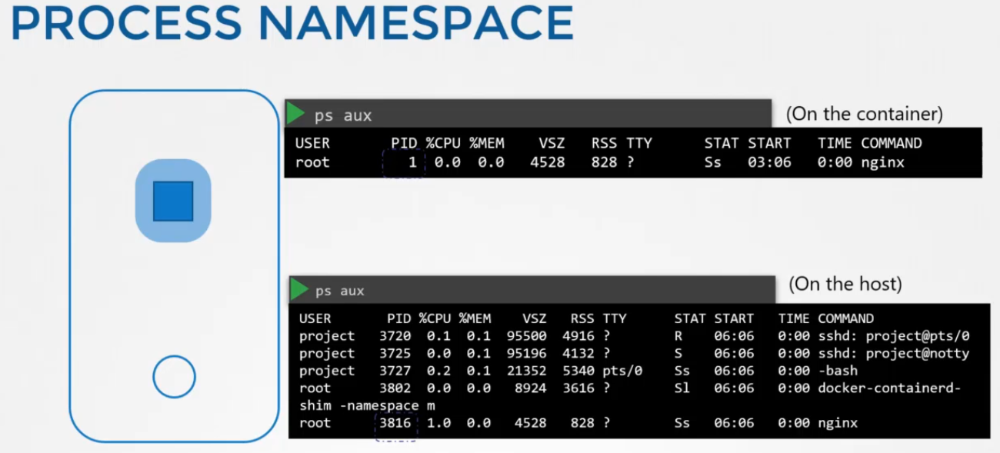 PROCESS NAMESPACE
ps aux
(On the container)
USER PID %CPU %MEM VSZ RSS TTY STAT START TIME COMMAND
root 1 0.0 0.0 4528 828 ? Ss 03:06 0:00 nginx
ps aux
(On the host)
USER PID %CPU %MEM VSZ RSS TTY STAT START TIME COMMAND
project 3720 0.1 0.1 95500 4916 ? R 06:06 0:00 sshd: project@pts/0
project 3725 0.0 0.1 95196 4132 ? S 06:06 0:00 sshd: project@notty
project 3727 0.2 0.1 21352 5340 pts/0 Ss 06:06 0:00 -bash
root 3802 0.0 0.0 8924 3616 ? Sl 06:06 0:00 docker-containerd-
shim -namespace m
root 3816 1.0 0.0 4528 828 ? Ss 06:06 0:00 nginx